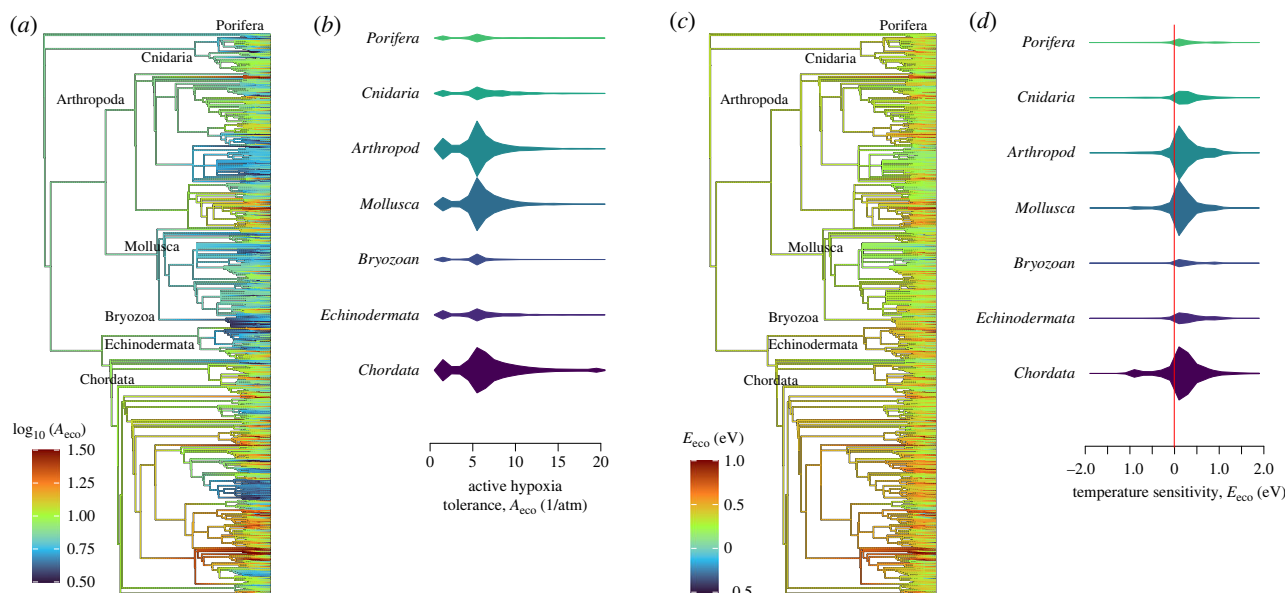 (a)
Porifera
Cnidaria
Arthropoda
Mollusca
Bryozoa
Echinodermata
Chordata
log10 (Aeco)
1.50
1.25
1.00
0.75
0.50
(b)
Porifera
Cnidaria
Arthropod
Mollusca
Bryozoan
Echinodermata
Chordata
0 5 10 15 20
active hypoxia
tolerance, Aeco (1/atm)
(c)
Porifera
Cnidaria
Arthropoda
Mollusca
Bryozoa
Echinodermata
Chordata
Eeco (eV)
1.0
0.5
0
-0.5
(d)
Porifera
Cnidaria
Arthropod
Mollusca
Bryozoan
Echinodermata
Chordata
–2.0 1.0 0 1.0 2.0
temperature sensitivity, Eeco (eV)